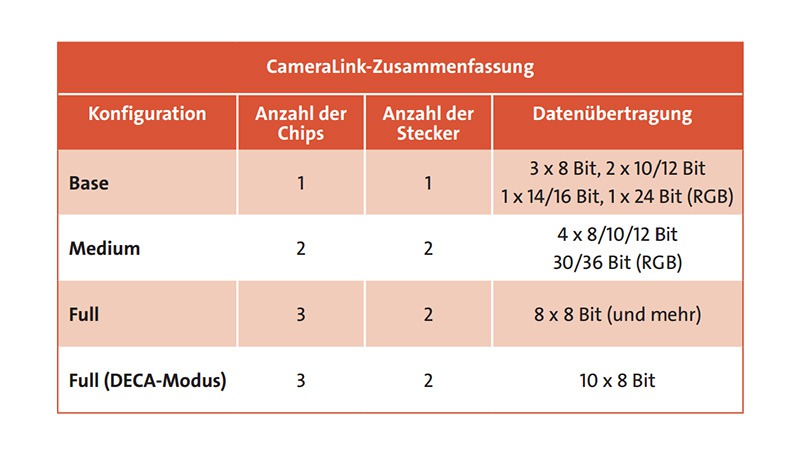 CameraLink-Zusammenfassung
Konfiguration
Anzahl der
Chips
Anzahl der
Stecker
Datenübertragung
Base
1
1
3 x 8 Bit, 2 x 10/12 Bit
1 x 14/16 Bit, 1 x 24 Bit (RGB)
Medium
2
2
4 x 8/10/12 Bit
30/36 Bit (RGB)
Full
3
2
8 x 8 Bit (und mehr)
Full (DECA-Modus)
3
2
10 x 8 Bit